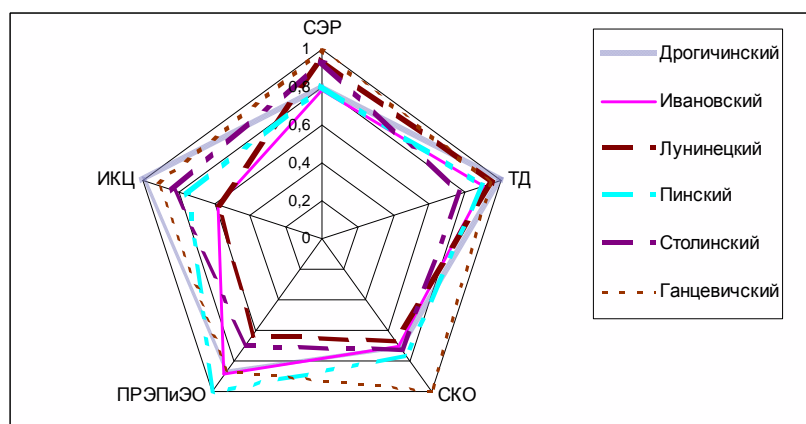 СЭР
1
0,8
0,6
0,4
0,2
0
ИКЦ
ТД
ПРЭПиЭО
СКО
Дрогичинский
Ивановский
Лунинецкий
Пинский
Столинский
Ганцевичский